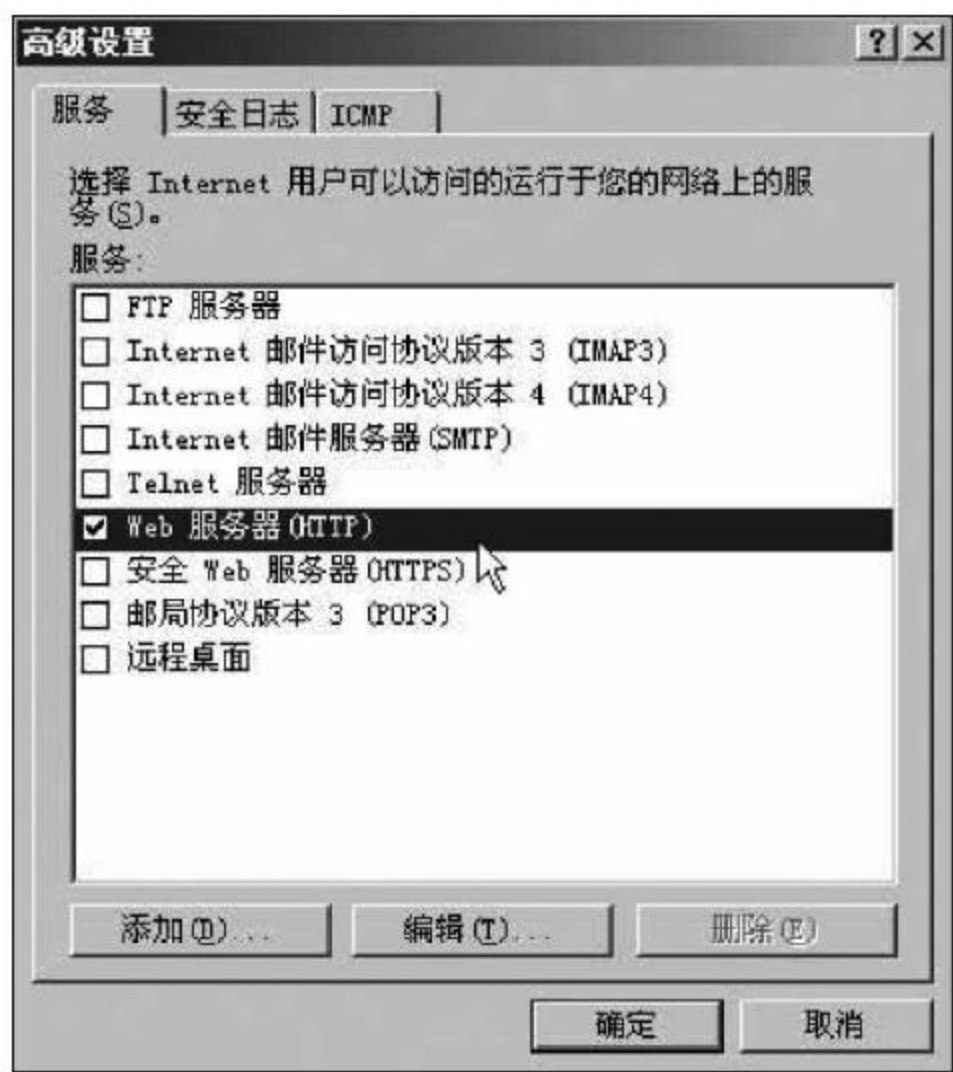 高级设置
服务 安全日志 ICMP
选择 Internet 用户可以访问的运行于您的网络上的服
务(S)。
服务:
FTP 服务器
Internet 邮件访问协议版本 3 (IMAP3)
Internet 邮件访问协议版本 4 (IMAP4)
Internet 邮件服务器(SMTP)
Telnet 服务器
Web 服务器(HTTP)
安全 Web 服务器(HTTPS)
邮局协议版本 3 (POP3)
远程桌面
添加(D)... 编辑(T)... 删除(E)
确定 取消